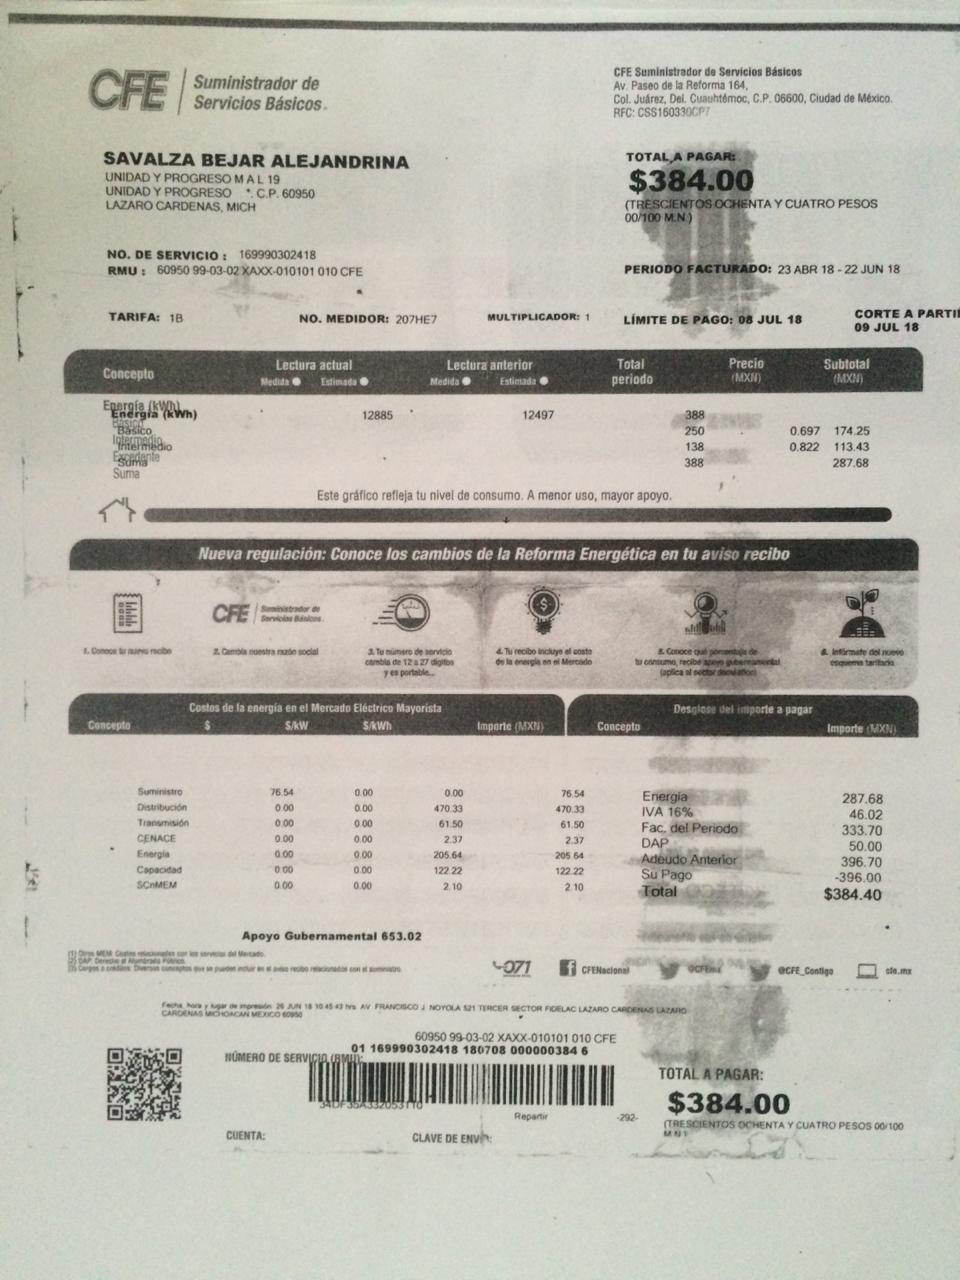 CFE Suministrador de
Servicios Básicos.
CFE Suministrador de Servicios Básicos
Av. Paseo de la Reforma 164,
Col. Juárez, Del. Cuauhtémoc, C.P. 06600, Ciudad de México.
RFC: CSS160330CP7
SAVALZA BEJAR ALEJANDRINA
UNIDAD Y PROGRESO M A L 19
UNIDAD Y PROGRESO C.P. 60950
LAZARO CARDENAS, MICH
TOTAL A PAGAR:
$384.00
(TRESCIENTOS OCHENTA Y CUATRO PESOS
00/100 M.N.)
NO. DE SERVICIO : 169990302418
RMU : 60950 99-03-02 XAXX-010101 010 CFE
PERIODO FACTURADO: 23 ABR 18 - 22 JUN 18
TARIFA: 1B NO. MEDIDOR: 207HE7 MULTIPLICADOR: 1 LÍMITE DE PAGO: 08 JUL 18
CORTE A PARTI
09 JUL 18
Concepto Lectura actual Lectura anterior Total periodo Precio (MXN) Subtotal (MXN)
Medida Estimada Medida Estimada
Energía (kWh)
Energía (kWh) 12885 12497 388
Básico
Básico 250 0.697 174.25
Intermedio
Intermedio 138 0.822 113.43
Excedente
Suma 388 287.68
Suma
Este gráfico refleja tu nivel de consumo. A menor uso, mayor apoyo.
Nueva regulación: Conoce los cambios de la Reforma Energética en tu aviso recibo
CFE Suministrador de
Servicios Básicos.
1. Conoce tu nuevo recibo
2. Cambia nuestra razón social
3. Tu número de servicio
cambia de 12 a 27 dígitos
y es portable...
4. Tu recibo incluye el costo
de la energía en el Mercado
5. Conoce qué porcentaje de
tu consumo, recibe apoyo gubernamental
(aplica al sector doméstico)
6. Infórmate del nuevo
esquema tarifario
Costos de la energía en el Mercado Eléctrico Mayorista
Concepto $ $/kW $/kWh Importe (MXN)
Suministro 76.54 0.00 0.00 76.54
Distribución 0.00 0.00 470.33 470.33
Transmisión 0.00 0.00 61.50 61.50
CENACE 0.00 0.00 2.37 2.37
Energía 0.00 0.00 205.64 205.64
Capacidad 0.00 0.00 122.22 122.22
SCnMEM 0.00 0.00 2.10 2.10
Desglose del importe a pagar
Concepto Importe (MXN)
Energía 287.68
IVA 16% 46.02
Fac. del Periodo 333.70
DAP 50.00
Adeudo Anterior 396.70
Su Pago -396.00
Total $384.40
Apoyo Gubernamental 653.02
(1) Otros MEM: Costos relacionados con los servicios del Mercado.
(2) DAP: Derecho al Alumbrado Público.
(3) Cargos o créditos: Diversos conceptos que se pueden incluir en el aviso recibo relacionados con el suministro.
071 CFENacional @CFEmx @CFE_Contigo cfe.mx
Fecha, hora y lugar de impresión: 26 JUN 18 10:45:43 hrs. AV FRANCISCO J NOYOLA 521 TERCER SECTOR FIDELAC LAZARO CARDENAS LAZARO
CARDENAS MICHOACAN MEXICO 60950
60950 99-03-02 XAXX-010101 010 CFE
01 169990302418 180708 000000384 6
NÚMERO DE SERVICIO (RMU):
Repartir -292-
CUENTA: CLAVE DE ENVÍO:
TOTAL A PAGAR:
$384.00
(TRESCIENTOS OCHENTA Y CUATRO PESOS 00/100
M.N.)